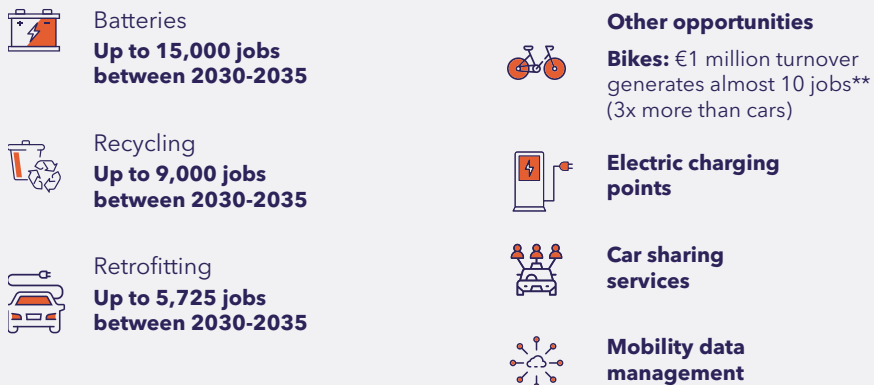 Batteries
Up to 15,000 jobs
between 2030-2035
Recycling
Up to 9,000 jobs
between 2030-2035
Retrofitting
Up to 5,725 jobs
between 2030-2035
Other opportunities
Bikes: €1 million turnover
generates almost 10 jobs**
(3x more than cars)
Electric charging
points
Car sharing
services
Mobility data
management